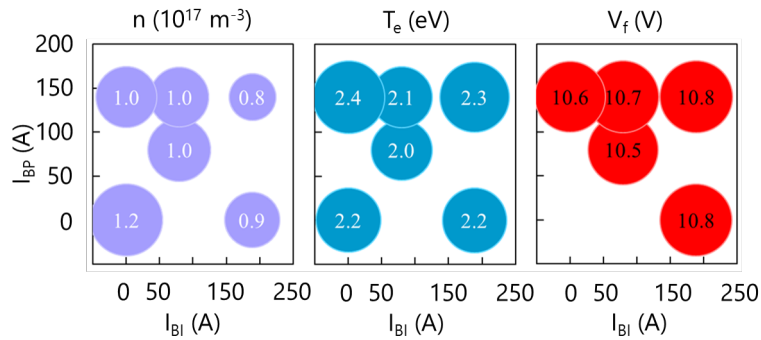 n (10¹⁷ m⁻³) Tₑ (eV) V_f (V)
200
150
100
50
0
I_BP (A)
1.0 1.0 0.8
1.0
1.2 0.9
2.4 2.1 2.3
2.0
2.2 2.2
10.6 10.7 10.8
10.5
10.8
0 50 150 250 0 50 150 250 0 50 150 250
I_BI (A) I_BI (A) I_BI (A)